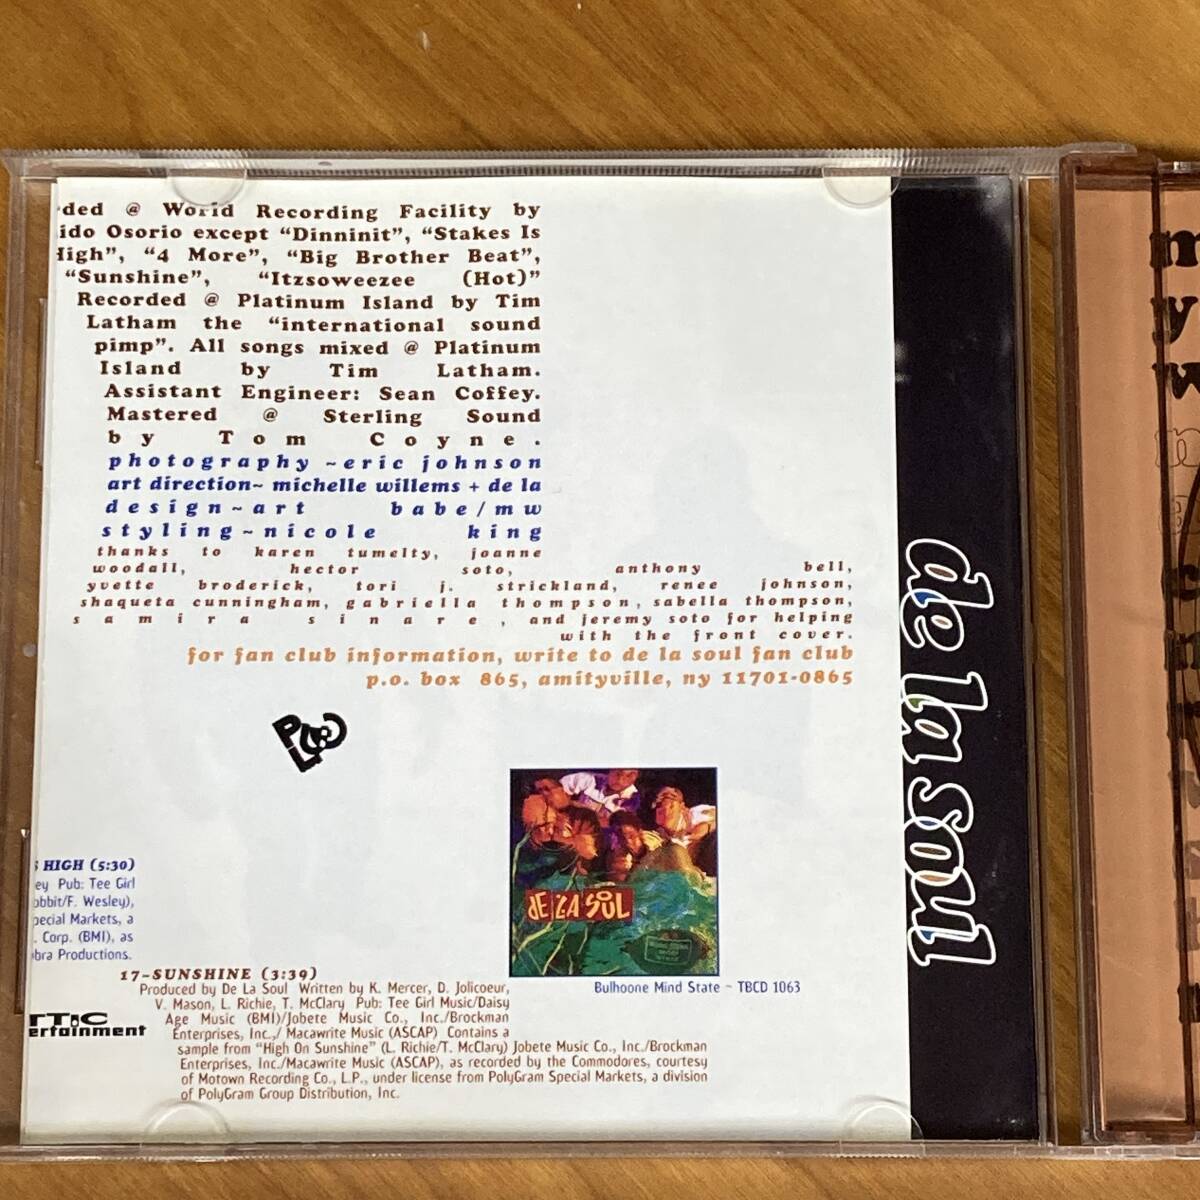 ded @ World Recording Facility by
ido Osorio except "Dinninit", "Stakes Is
High", "4 More", "Big Brother Beat",
"Sunshine", "Itzsoweezee (Hot)"
Recorded @ Platinum Island by Tim
Latham the "international sound
pimp". All songs mixed @ Platinum
Island by Tim Latham.
Assistant Engineer: Sean Coffey.
Mastered @ Sterling Sound
by Tom Coyne.
photography ~eric johnson
art direction~ michelle willems + de la
design~art babe/mw
styling~nicole king
thanks to karen tumelty, joanne
woodall, hector soto, anthony bell,
yvette broderick, tori j. strickland, renee johnson,
shaqueta cunningham, gabriella thompson, sabella thompson,
samira sinare, and jeremy soto for helping
with the front cover.
for fan club information, write to de la soul fan club
p.o. box 865, amityville, ny 11701-0865
HIGH (5:30)
ey Pub: Tee Girl
obbit/F. Wesley),
pecial Markets, a
. Corp. (BMI), as
bra Productions.
TTIC
ertainment
DE LA SOUL
Bulhoone Mind State ~ TBCD 1063
17-SUNSHINE (3:39)
Produced by De La Soul Written by K. Mercer, D. Jolicoeur,
V. Mason, L. Richie, T. McClary Pub: Tee Girl Music/Daisy
Age Music (BMI)/Jobete Music Co., Inc./Brockman
Enterprises, Inc./ Macawrite Music (ASCAP) Contains a
sample from "High On Sunshine" (L. Richie/T. McClary) Jobete Music Co., Inc./Brockman
Enterprises, Inc./Macawrite Music (ASCAP), as recorded by the Commodores, courtesy
of Motown Recording Co., L.P., under license from PolyGram Special Markets, a division
of PolyGram Group Distribution, Inc.
de la soul
m
y
w